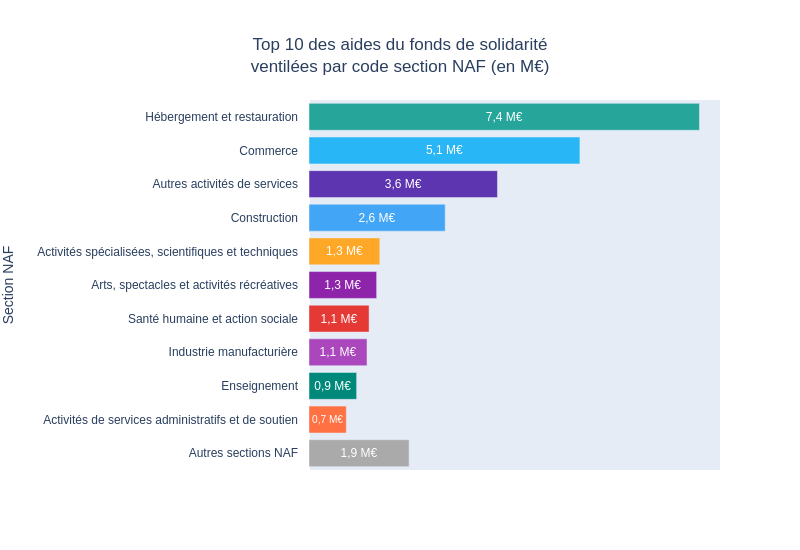 Top 10 des aides du fonds de solidarité
ventilées par code section NAF (en M€)
Section NAF
Hébergement et restauration 7,4 M€
Commerce 5,1 M€
Autres activités de services 3,6 M€
Construction 2,6 M€
Activités spécialisées, scientifiques et techniques 1,3 M€
Arts, spectacles et activités récréatives 1,3 M€
Santé humaine et action sociale 1,1 M€
Industrie manufacturière 1,1 M€
Enseignement 0,9 M€
Activités de services administratifs et de soutien 0,7 M€
Autres sections NAF 1,9 M€